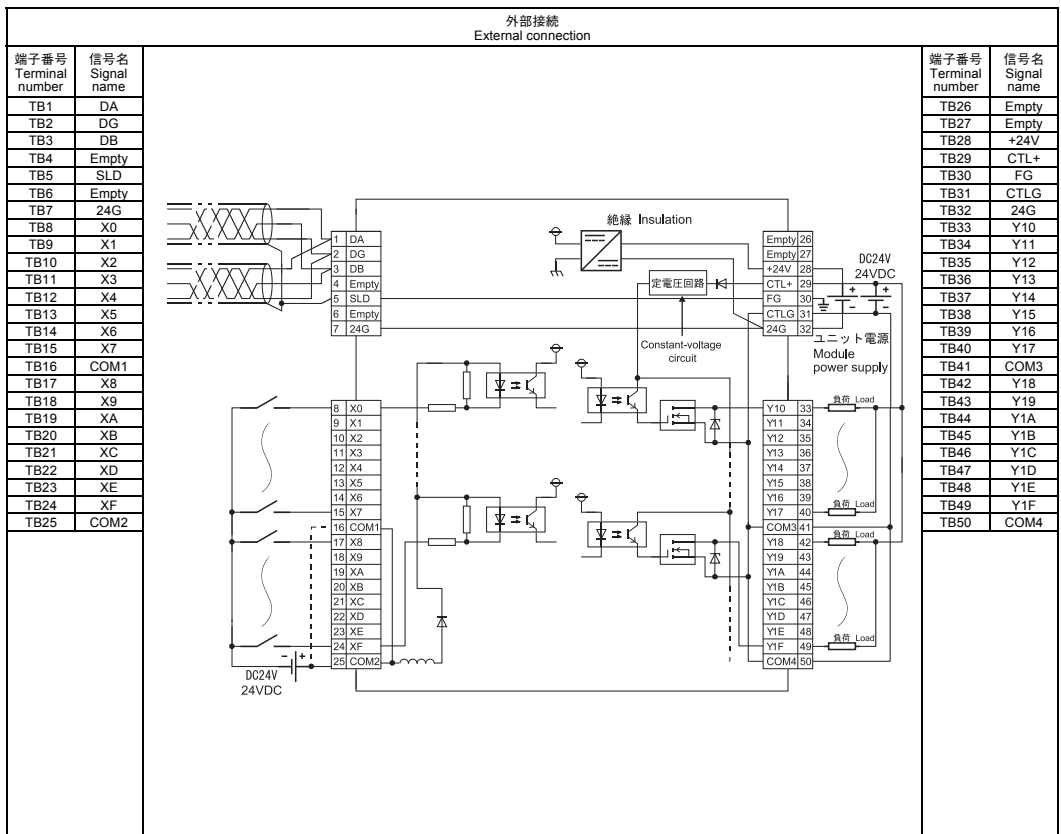 外部接続
External connection
端子番号 信号名
Terminal number Signal name
TB1 DA
TB2 DG
TB3 DB
TB4 Empty
TB5 SLD
TB6 Empty
TB7 24G
TB8 X0
TB9 X1
TB10 X2
TB11 X3
TB12 X4
TB13 X5
TB14 X6
TB15 X7
TB16 COM1
TB17 X8
TB18 X9
TB19 XA
TB20 XB
TB21 XC
TB22 XD
TB23 XE
TB24 XF
TB25 COM2
1 DA
2 DG
3 DB
4 Empty
5 SLD
6 Empty
7 24G
8 X0
9 X1
10 X2
11 X3
12 X4
13 X5
14 X6
15 X7
16 COM1
17 X8
18 X9
19 XA
20 XB
21 XC
22 XD
23 XE
24 XF
25 COM2
- +
DC24V
24VDC
絶縁 Insulation
定電圧回路
Constant-voltage
circuit
Empty 26
Empty 27
+24V 28
CTL+ 29
FG 30
CTLG 31
24G 32
DC24V
24VDC
+ +
- -
ユニット電源
Module
power supply
Y10 33
Y11 34
Y12 35
Y13 36
Y14 37
Y15 38
Y16 39
Y17 40
COM3 41
Y18 42
Y19 43
Y1A 44
Y1B 45
Y1C 46
Y1D 47
Y1E 48
Y1F 49
COM4 50
負荷 Load
負荷 Load
負荷 Load
負荷 Load
端子番号 信号名
Terminal number Signal name
TB26 Empty
TB27 Empty
TB28 +24V
TB29 CTL+
TB30 FG
TB31 CTLG
TB32 24G
TB33 Y10
TB34 Y11
TB35 Y12
TB36 Y13
TB37 Y14
TB38 Y15
TB39 Y16
TB40 Y17
TB41 COM3
TB42 Y18
TB43 Y19
TB44 Y1A
TB45 Y1B
TB46 Y1C
TB47 Y1D
TB48 Y1E
TB49 Y1F
TB50 COM4